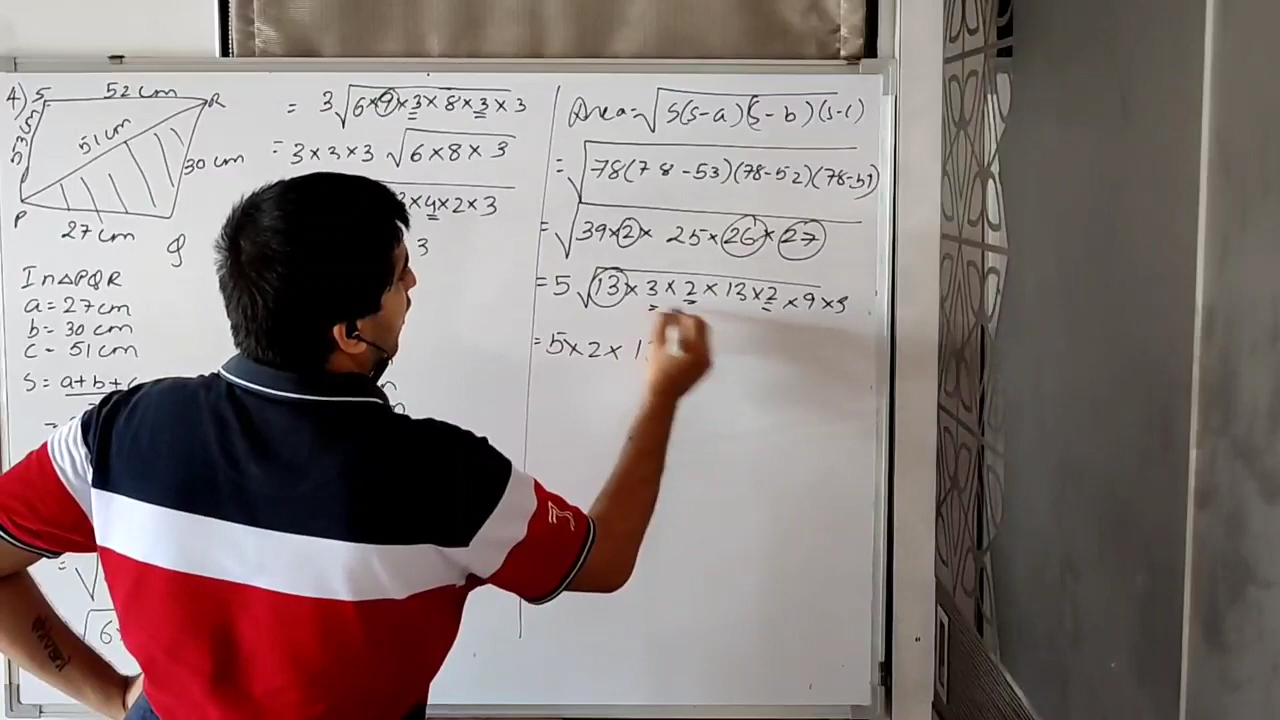 4) S 52 cm R
53 cm 51 cm 30 cm
P 27 cm Q
In △PQR
a = 27 cm
b = 30 cm
c = 51 cm
S = a+b+c
=
= √
√6×
= 3√6×9×3×8×3×3
= 3×3×3 √6×8×3
×4×2×3
3
Area = √S(S-a)(S-b)(S-c)
= √78(78-53)(78-52)(78-51)
= √39×2× 25×26×27
= 5 √13×3×2×13×2×9×3
= 5×2×